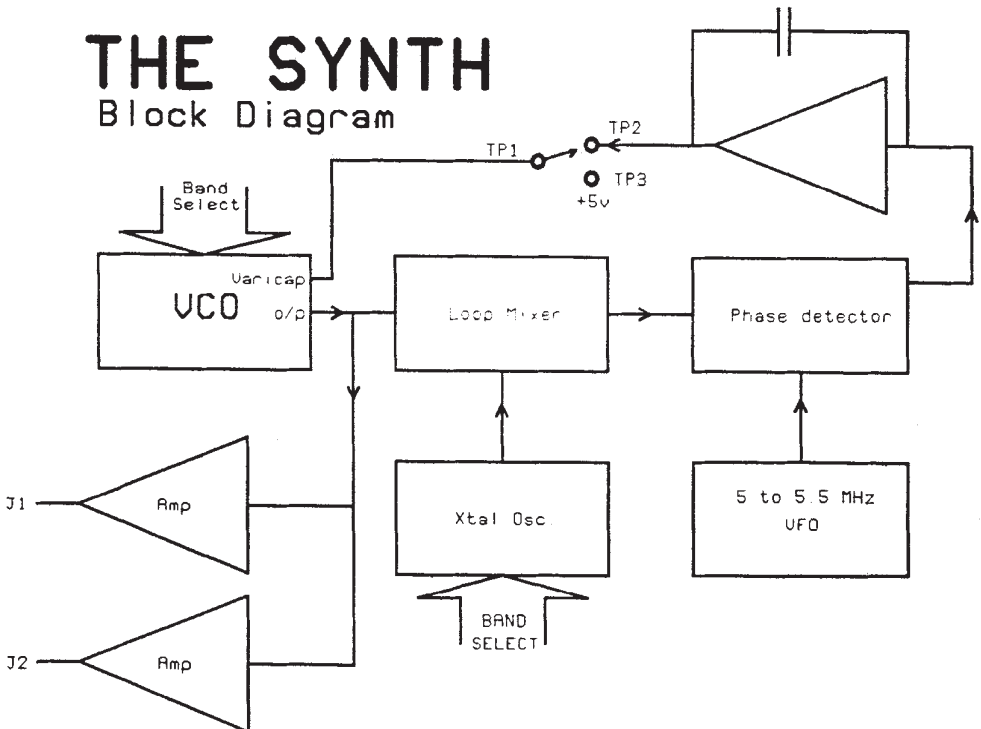 THE SYNTH
Block Diagram
TP1
TP2
TP3
+5v
Band
Select
Varicap
VCO
o/p
Loop Mixer
Phase detector
J1
Amp
Xtal Osc.
5 to 5.5 MHz
VFO
BAND
SELECT
J2
Amp